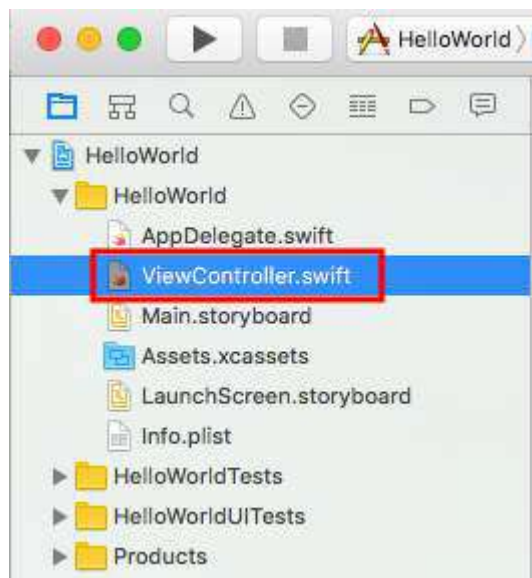 HelloWorld
HelloWorld
HelloWorld
AppDelegate.swift
ViewController.swift
Main.storyboard
Assets.xcassets
LaunchScreen.storyboard
Info.plist
HelloWorldTests
HelloWorldUITests
Products